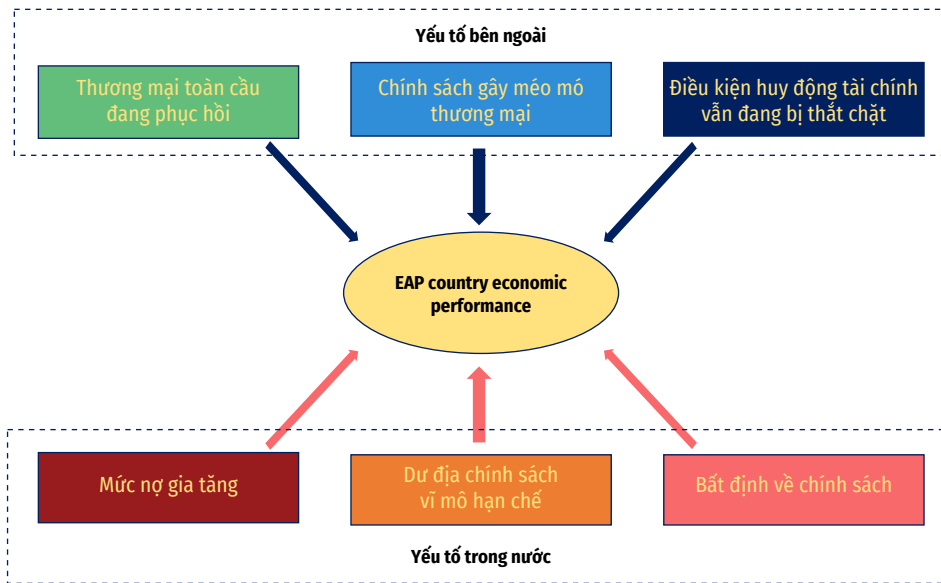 Yếu tố bên ngoài
Thương mại toàn cầu
đang phục hồi
Chính sách gây méo mó
thương mại
Điều kiện huy động tài chính
vẫn đang bị thắt chặt
EAP country economic
performance
Mức nợ gia tăng
Dư địa chính sách
vĩ mô hạn chế
Bất định về chính sách
Yếu tố trong nước